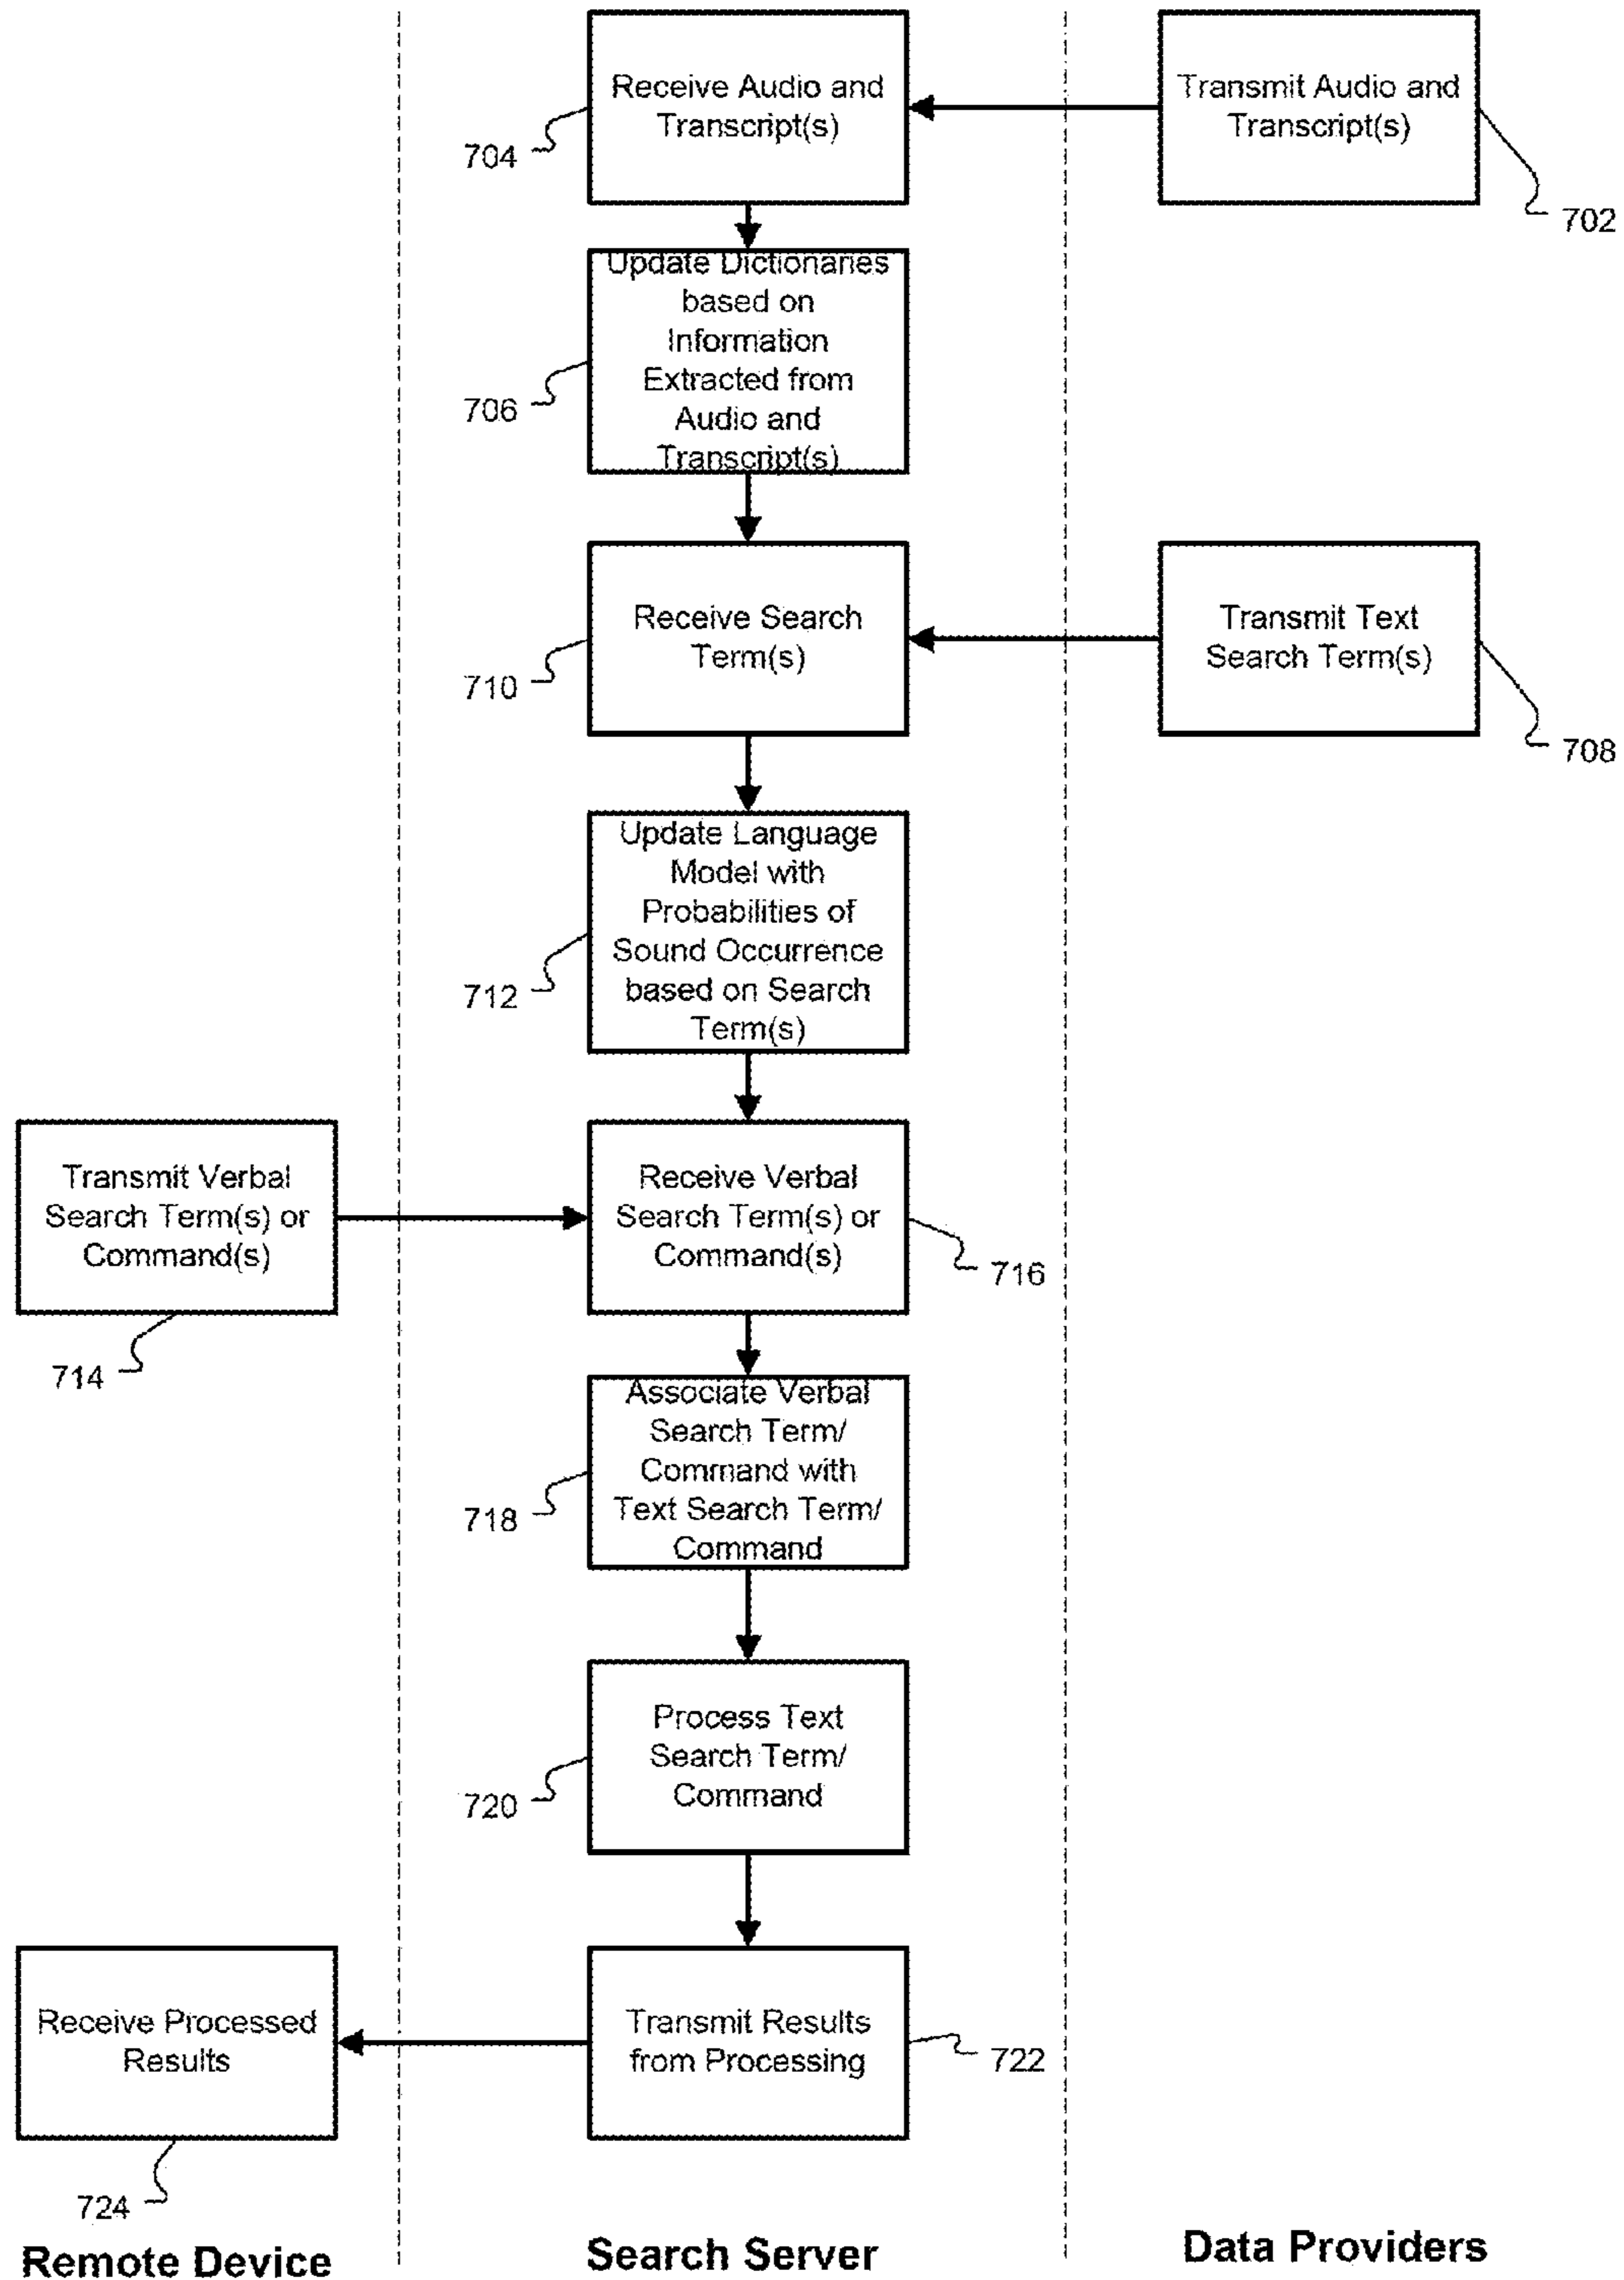 Receive Audio and
Transcript(s)
704
Transmit Audio and
Transcript(s)
702
Update Dictionaries
based on
Information
Extracted from
Audio and
Transcript(s)
706
Receive Search
Term(s)
710
Transmit Text
Search Term(s)
708
Update Language
Model with
Probabilities of
Sound Occurrence
based on Search
Term(s)
712
Transmit Verbal
Search Term(s) or
Command(s)
714
Receive Verbal
Search Term(s) or
Command(s)
716
Associate Verbal
Search Term/
Command with
Text Search Term/
Command
718
Process Text
Search Term/
Command
720
Receive Processed
Results
724
Transmit Results
from Processing
722
Remote Device
Search Server
Data Providers